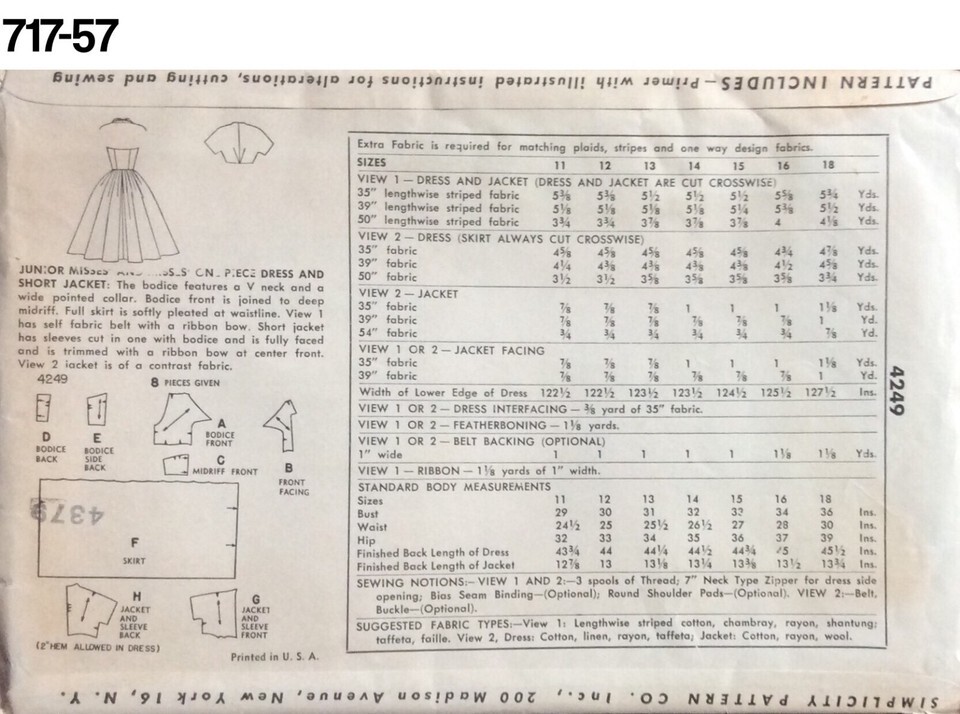 717-57
PATTERN INCLUDES—Primer with illustrated instructions for alterations, cutting and sewing
JUNIOR MISSES' PIECE DRESS AND
SHORT JACKET: The bodice features a V neck and a
wide pointed collar. Bodice front is joined to deep
midriff. Full skirt is softly pleated at waistline. View 1
has self fabric belt with a ribbon bow. Short jacket
has sleeves cut in one with bodice and is fully faced
and is trimmed with a ribbon bow at center front.
View 2 jacket is of a contrast fabric.
4249 8 PIECES GIVEN
D
BODICE
BACK
E
BODICE
SIDE
BACK
A
BODICE
FRONT
C
MIDRIFF FRONT
B
FRONT
FACING
4379
F
SKIRT
H
JACKET
AND
SLEEVE
BACK
G
JACKET
AND
SLEEVE
FRONT
(2"HEM ALLOWED IN DRESS)
Printed in U. S. A.
Extra Fabric is required for matching plaids, stripes and one way design fabrics.
SIZES 11 12 13 14 15 16 18
VIEW 1—DRESS AND JACKET (DRESS AND JACKET ARE CUT CROSSWISE)
35" lengthwise striped fabric 5⅜ 5⅜ 5½ 5½ 5½ 5⅝ 5¾ Yds.
39" lengthwise striped fabric 5⅛ 5⅛ 5⅛ 5⅛ 5¼ 5⅜ 5½ Yds.
50" lengthwise striped fabric 3¾ 3¾ 3⅞ 3⅞ 3⅞ 4 4⅛ Yds.
VIEW 2—DRESS (SKIRT ALWAYS CUT CROSSWISE)
35" fabric 4⅝ 4⅝ 4⅝ 4⅝ 4⅝ 4¾ 4⅞ Yds.
39" fabric 4¼ 4⅜ 4⅜ 4⅜ 4⅜ 4½ 4⅝ Yds.
50" fabric 3½ 3½ 3⅝ 3⅝ 3⅝ 3⅝ 3¾ Yds.
VIEW 2—JACKET
35" fabric ⅞ ⅞ ⅞ 1 1 1 1⅛ Yds.
39" fabric ⅞ ⅞ ⅞ ⅞ ⅞ ⅞ 1 Yd.
54" fabric ¾ ¾ ¾ ¾ ¾ ¾ ⅞ Yd.
VIEW 1 OR 2—JACKET FACING
35" fabric ⅞ ⅞ ⅞ 1 1 1 1⅛ Yds.
39" fabric ⅞ ⅞ ⅞ ⅞ ⅞ ⅞ 1 Yd.
Width of Lower Edge of Dress 122½ 122½ 123½ 123½ 124½ 125½ 127½ Ins.
VIEW 1 OR 2—DRESS INTERFACING—⅜ yard of 35" fabric.
VIEW 1 OR 2—FEATHERBONING—1⅛ yards.
VIEW 1 OR 2—BELT BACKING (OPTIONAL)
1" wide 1 1 1 1 1 1⅛ 1⅛ Yds.
VIEW 1—RIBBON—1⅛ yards of 1" width.
STANDARD BODY MEASUREMENTS
Sizes 11 12 13 14 15 16 18
Bust 29 30 31 32 33 34 36 Ins.
Waist 24½ 25 25½ 26½ 27 28 30 Ins.
Hip 32 33 34 35 36 37 39 Ins.
Finished Back Length of Dress 43¾ 44 44¼ 44½ 44¾ 45 45½ Ins.
Finished Back Length of Jacket 12⅞ 13 13⅛ 13¼ 13⅜ 13½ 13¾ Ins.
SEWING NOTIONS:—VIEW 1 AND 2:—3 spools of Thread; 7" Neck Type Zipper for dress side
opening; Bias Seam Binding—(Optional); Round Shoulder Pads—(Optional). VIEW 2:—Belt,
Buckle—(Optional).
SUGGESTED FABRIC TYPES:—View 1: Lengthwise striped cotton, chambray, rayon, shantung;
taffeta, faille. View 2, Dress: Cotton, linen, rayon, taffeta; Jacket: Cotton, rayon, wool.
4249
SIMPLICITY PATTERN CO. Inc., 200 Madison Avenue, New York 16, N. Y.